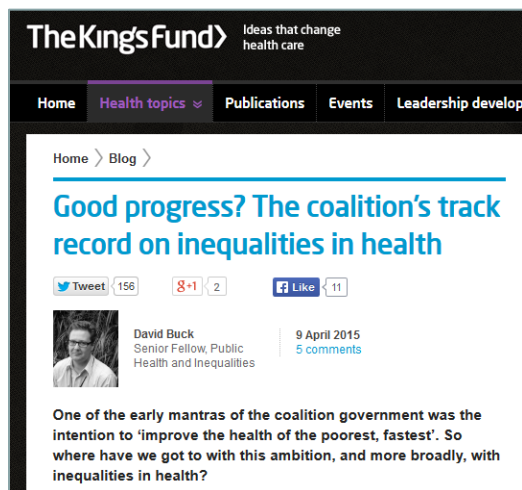 TheKing'sFund> Ideas that change
health care
Home Health topics Publications Events Leadership develop
Home > Blog >
Good progress? The coalition's track
record on inequalities in health
Tweet 156 g+1 2 Like 11
David Buck
Senior Fellow, Public
Health and Inequalities
9 April 2015
5 comments
One of the early mantras of the coalition government was the
intention to ‘improve the health of the poorest, fastest’. So
where have we got to with this ambition, and more broadly, with
inequalities in health?